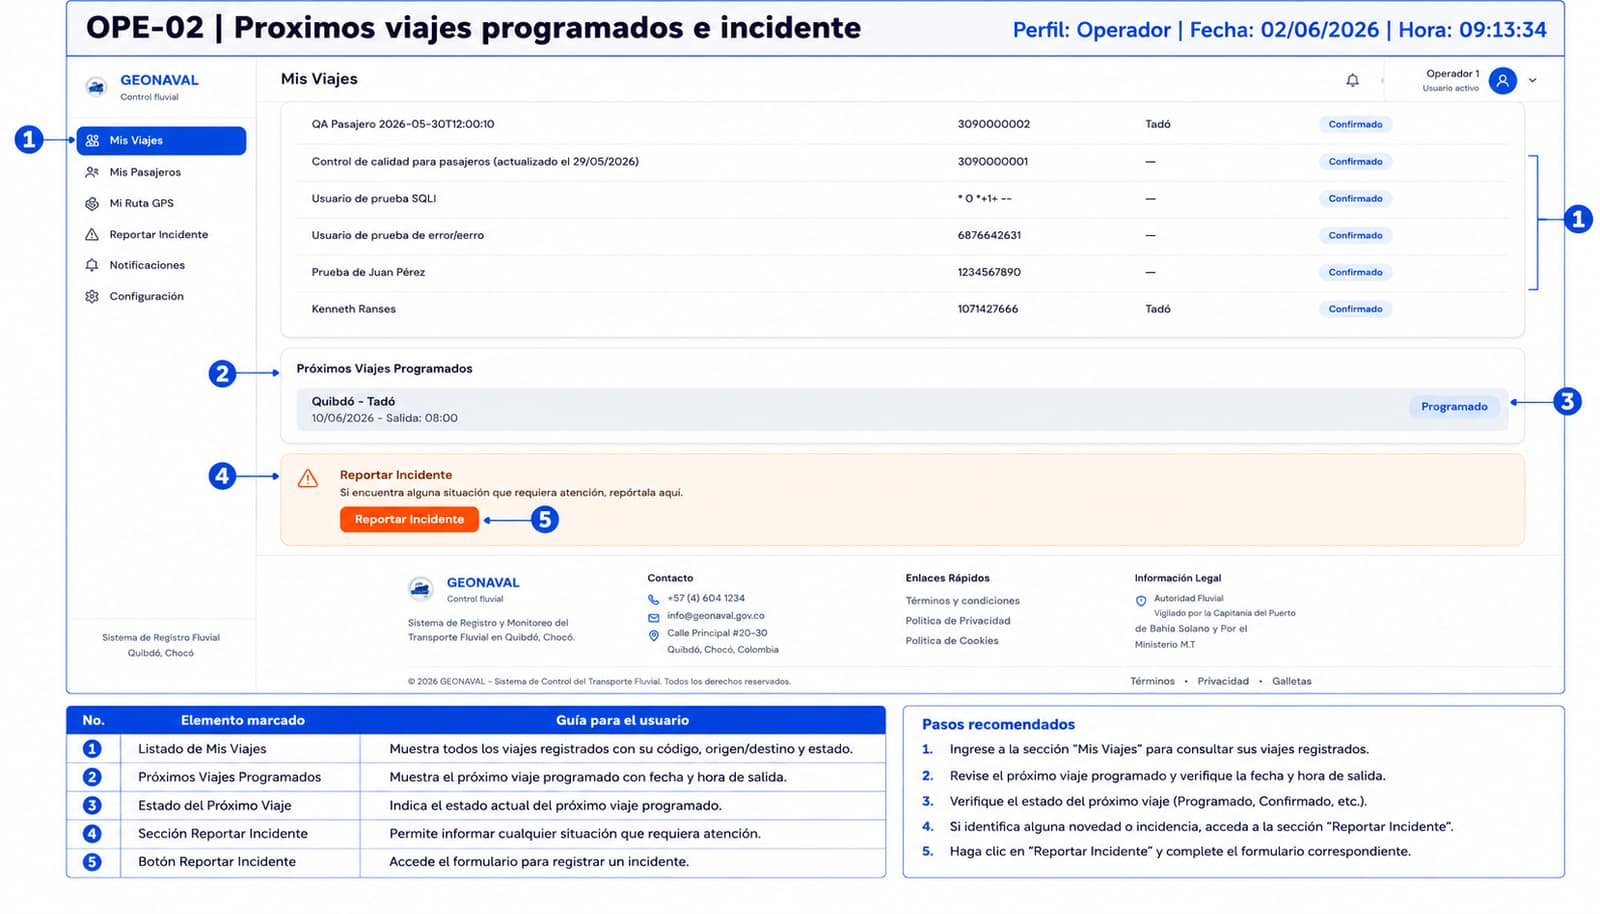 OPE-02 | Proximos viajes programados e incidente
Perfil: Operador | Fecha: 02/06/2026 | Hora: 09:13:34
GEONAVAL
Control fluvial
Mis Viajes
Operador 1
Usuario activo
1
Mis Viajes
Mis Pasajeros
Mi Ruta GPS
Reportar Incidente
Notificaciones
Configuración
Sistema de Registro Fluvial
Quibdó, Chocó
QA Pasajero 2026-05-30T12:00:10 3090000002 Tadó Confirmado
Control de calidad para pasajeros (actualizado el 29/05/2026) 3090000001 — Confirmado
Usuario de prueba SQLI * O *+1+ -- — Confirmado
Usuario de prueba de error/eerro 6876642631 — Confirmado
Prueba de Juan Pérez 1234567890 — Confirmado
Kenneth Ranses 1071427666 Tadó Confirmado
1
2
Próximos Viajes Programados
Quibdó - Tadó
10/06/2026 - Salida: 08:00
Programado
3
4
Reportar Incidente
Si encuentra alguna situación que requiera atención, repórtala aquí.
Reportar Incidente
5
GEONAVAL
Control fluvial
Sistema de Registro y Monitoreo del
Transporte Fluvial en Quibdó, Chocó.
Contacto
+57 (4) 604 1234
info@geonaval.gov.co
Calle Principal #20-30
Quibdó, Chocó, Colombia
Enlaces Rápidos
Términos y condiciones
Politica de Privacidad
Politica de Cookies
Información Legal
Autoridad Fluvial
Vigilado por la Capitanía del Puerto
de Bahía Solano y Por el
Ministerio M.T
© 2026 GEONAVAL - Sistema de Control del Transporte Fluvial. Todos los derechos reservados.
Términos • Privacidad • Galletas
No. Elemento marcado Guía para el usuario
1 Listado de Mis Viajes Muestra todos los viajes registrados con su código, origen/destino y estado.
2 Próximos Viajes Programados Muestra el próximo viaje programado con fecha y hora de salida.
3 Estado del Próximo Viaje Indica el estado actual del próximo viaje programado.
4 Sección Reportar Incidente Permite informar cualquier situación que requiera atención.
5 Botón Reportar Incidente Accede el formulario para registrar un incidente.
Pasos recomendados
1. Ingrese a la sección "Mis Viajes" para consultar sus viajes registrados.
2. Revise el próximo viaje programado y verifique la fecha y hora de salida.
3. Verifique el estado del próximo viaje (Programado, Confirmado, etc.).
4. Si identifica alguna novedad o incidencia, acceda a la sección "Reportar Incidente".
5. Haga clic en "Reportar Incidente" y complete el formulario correspondiente.